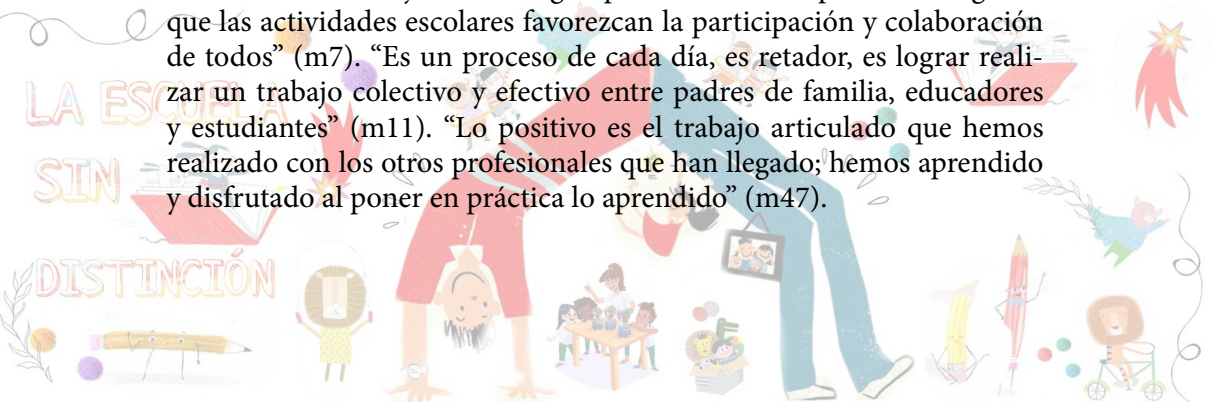 que las actividades escolares favorezcan la participación y colaboración
de todos” (m7). “Es un proceso de cada día, es retador, es lograr reali-
zar un trabajo colectivo y efectivo entre padres de familia, educadores
y estudiantes” (m11). “Lo positivo es el trabajo articulado que hemos
realizado con los otros profesionales que han llegado; hemos aprendido
y disfrutado al poner en práctica lo aprendido” (m47).
LA ESCUELA
SIN
DISTINCIÓN